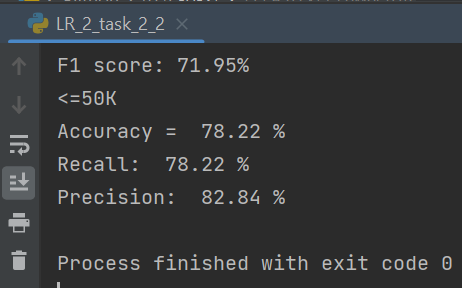 LR_2_task_2_2
F1 score: 71.95%
<=50K
Accuracy =  78.22 %
Recall:  78.22 %
Precision:  82.84 %
Process finished with exit code 0